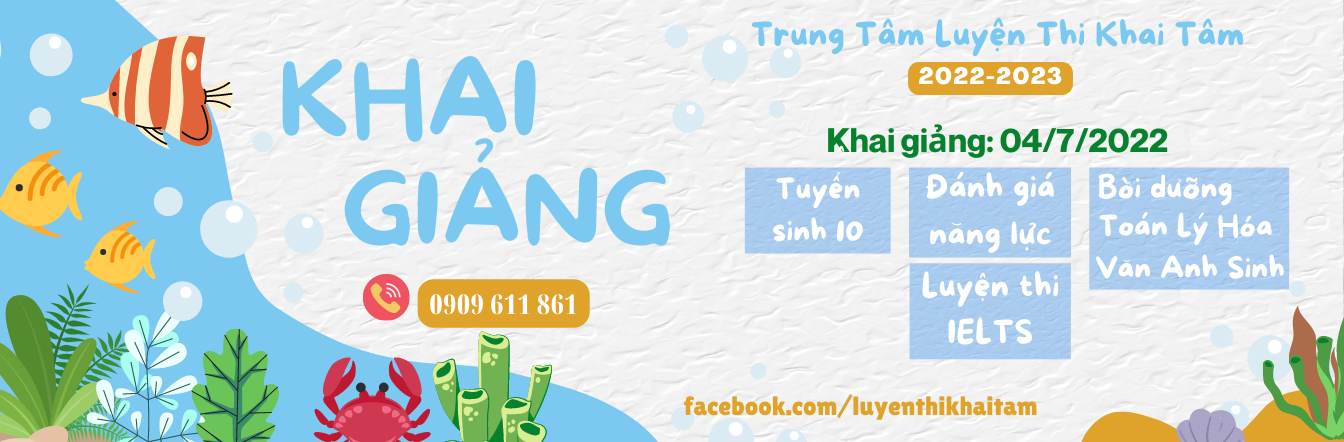 KHAI
GIẢNG
0909 611 861
Trung Tâm Luyện Thi Khai Tâm
2022-2023
Khai giảng: 04/7/2022
Tuyển
sinh 10
Đánh giá
năng lực
Luyện thi
IELTS
Bồi dưỡng
Toán Lý Hóa
Văn Anh Sinh
facebook.com/luyenthikhaitam